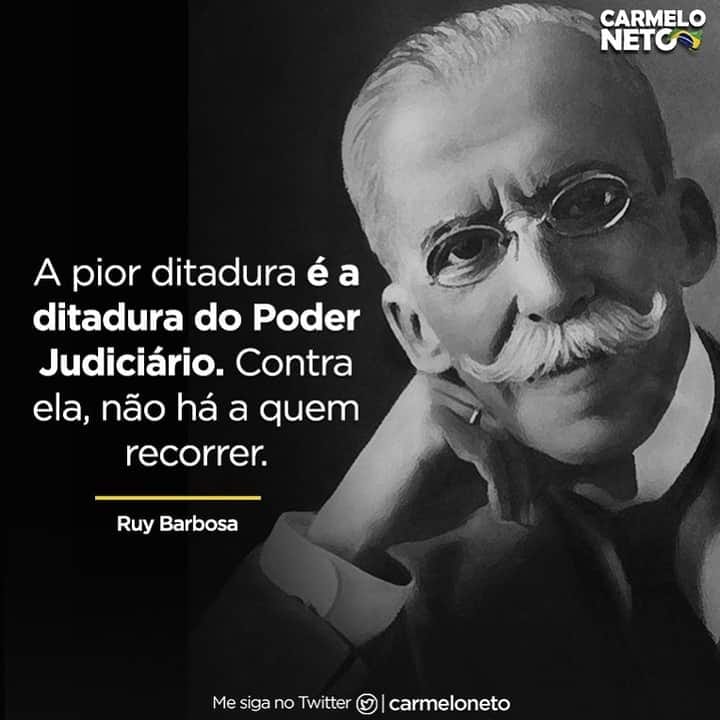 CARMELO
NETO
A pior ditadura é a
ditadura do Poder
Judiciário. Contra
ela, não há a quem
recorrer.
Ruy Barbosa
Me siga no Twitter | carmeloneto